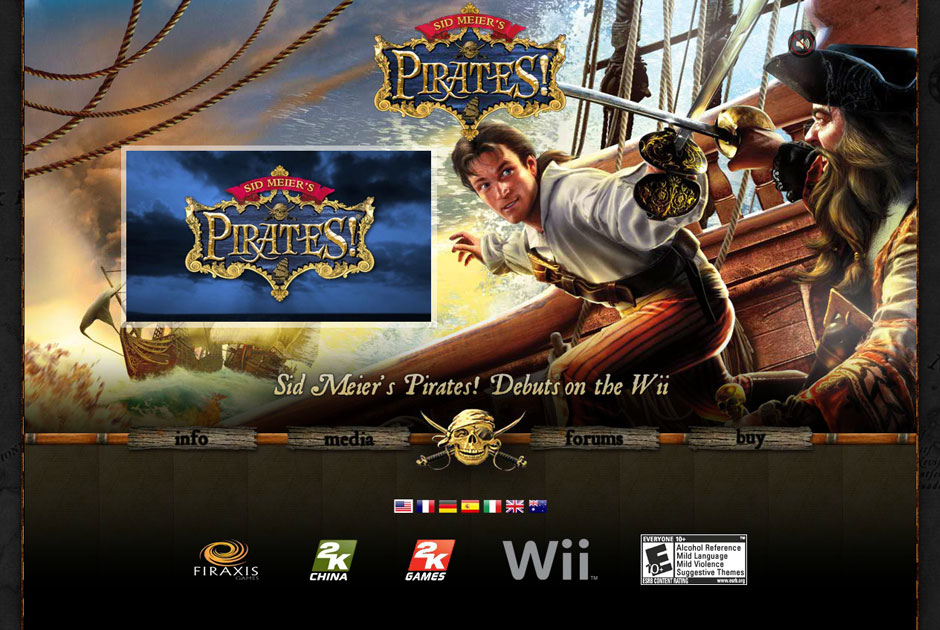 SID MEIER'S
PIRATES!
SID MEIER'S
PIRATES!
Sid Meier's Pirates! Debuts on the Wii
info
media
forums
buy
FIRAXIS
GAMES
2K
CHINA
2K
GAMES
Wii™
EVERYONE 10+
™
E
10+
Alcohol Reference
Mild Language
Mild Violence
Suggestive Themes
ESRB CONTENT RATING
www.esrb.org